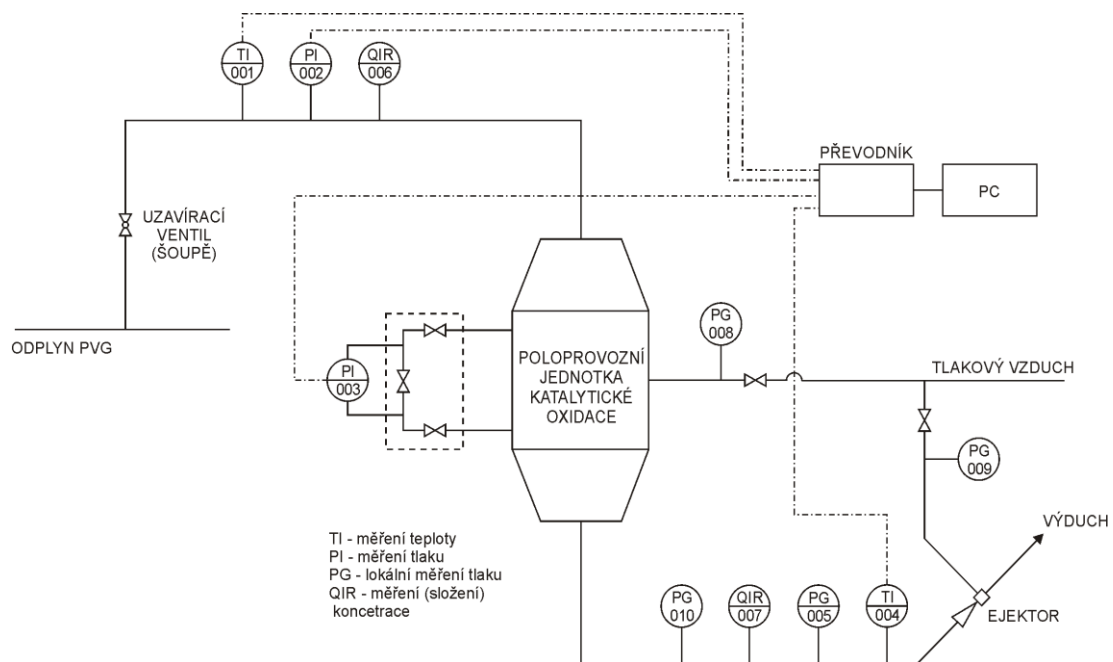 TI
001
PI
002
QIR
006
PŘEVODNÍK
PC
UZAVÍRACÍ
VENTIL
(ŠOUPĚ)
ODPLYN PVG
PI
003
POLOPROVOZNÍ
JEDNOTKA
KATALYTICKÉ
OXIDACE
PG
008
TLAKOVÝ VZDUCH
PG
009
VÝDUCH
TI - měření teploty
PI - měření tlaku
PG - lokální měření tlaku
QIR - měření (složení)
koncetrace
PG
010
QIR
007
PG
005
TI
004
EJEKTOR